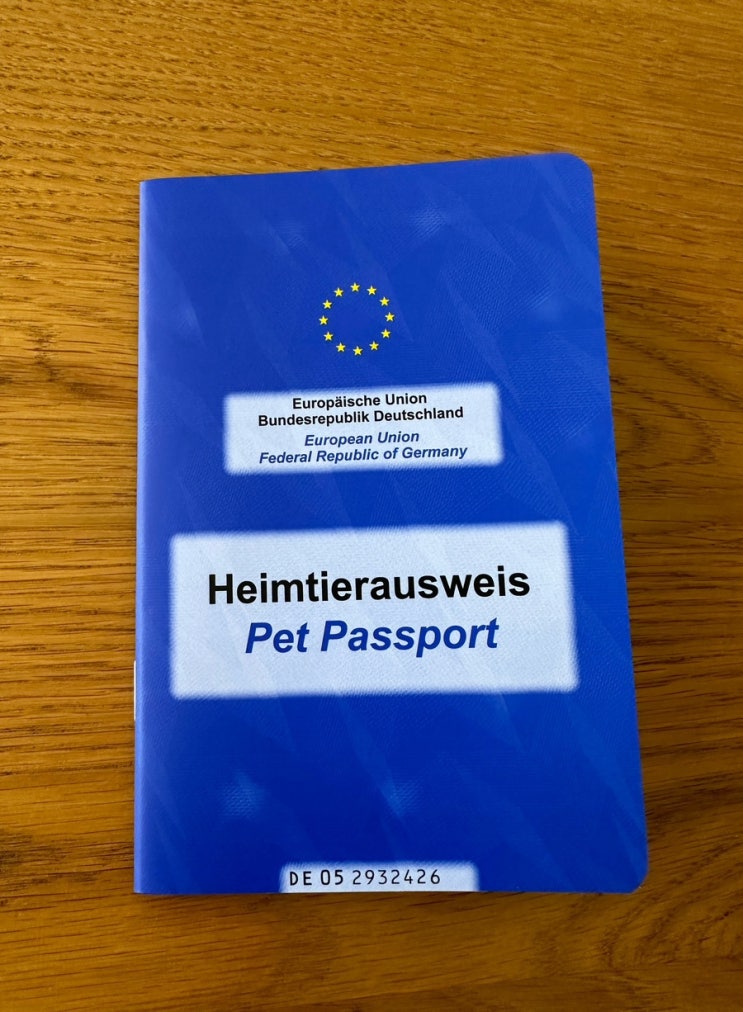 Europäische Union
Bundesrepublik Deutschland
European Union
Federal Republic of Germany
Heimtierausweis
Pet Passport
DE 05 2932426